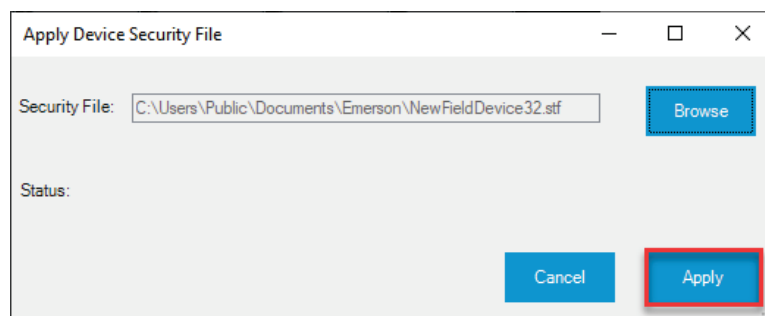 Apply Device Security File
Security File: C:\Users\Public\Documents\Emerson\NewFieldDevice32.stf Browse
Status:
Cancel Apply